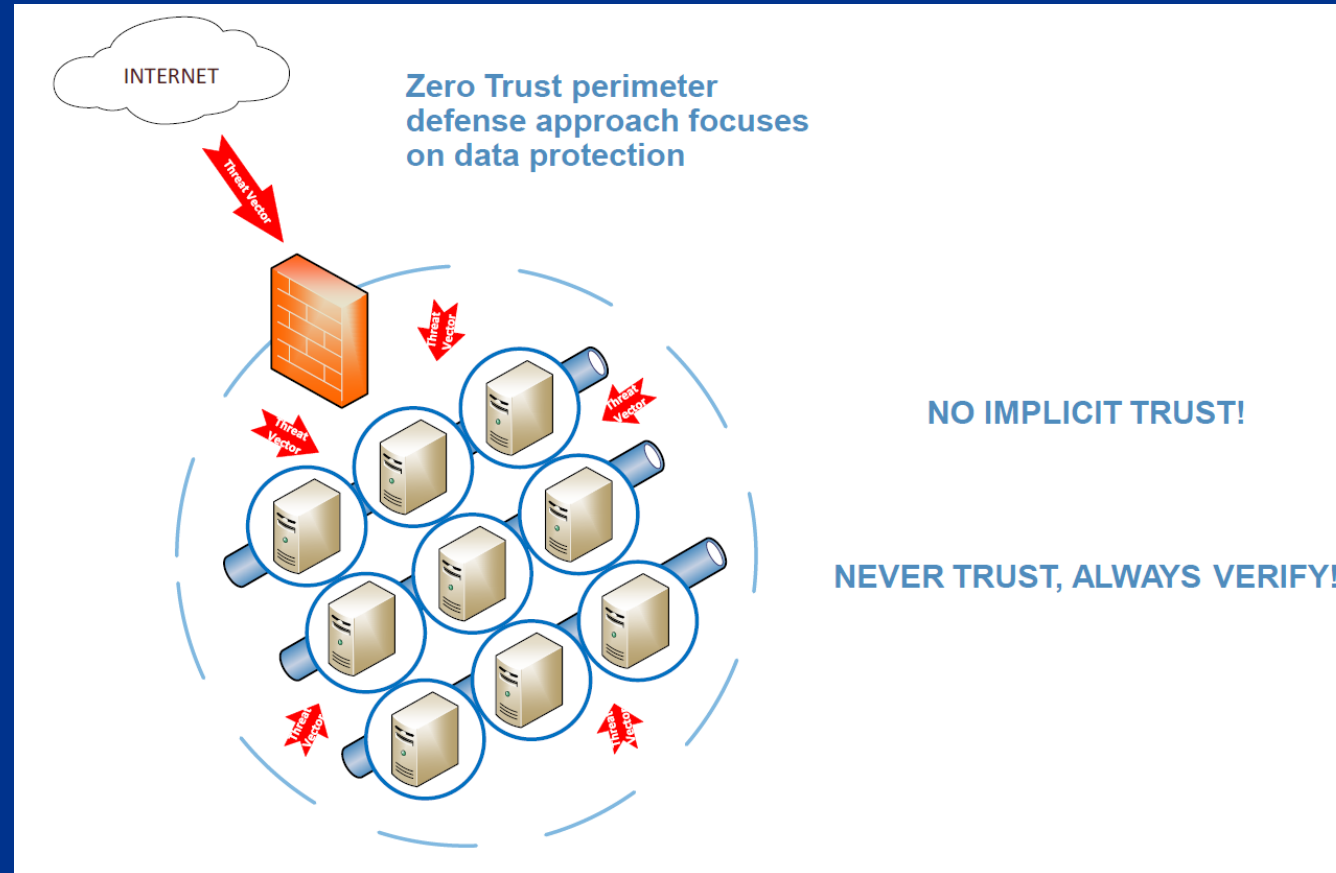 INTERNET
Zero Trust perimeter
defense approach focuses
on data protection
Threat Vector
Threat
Vector
Threat
Vector
Threat
Vector
NO IMPLICIT TRUST!
NEVER TRUST, ALWAYS VERIFY!
Threat
Vector
Threat
Vector